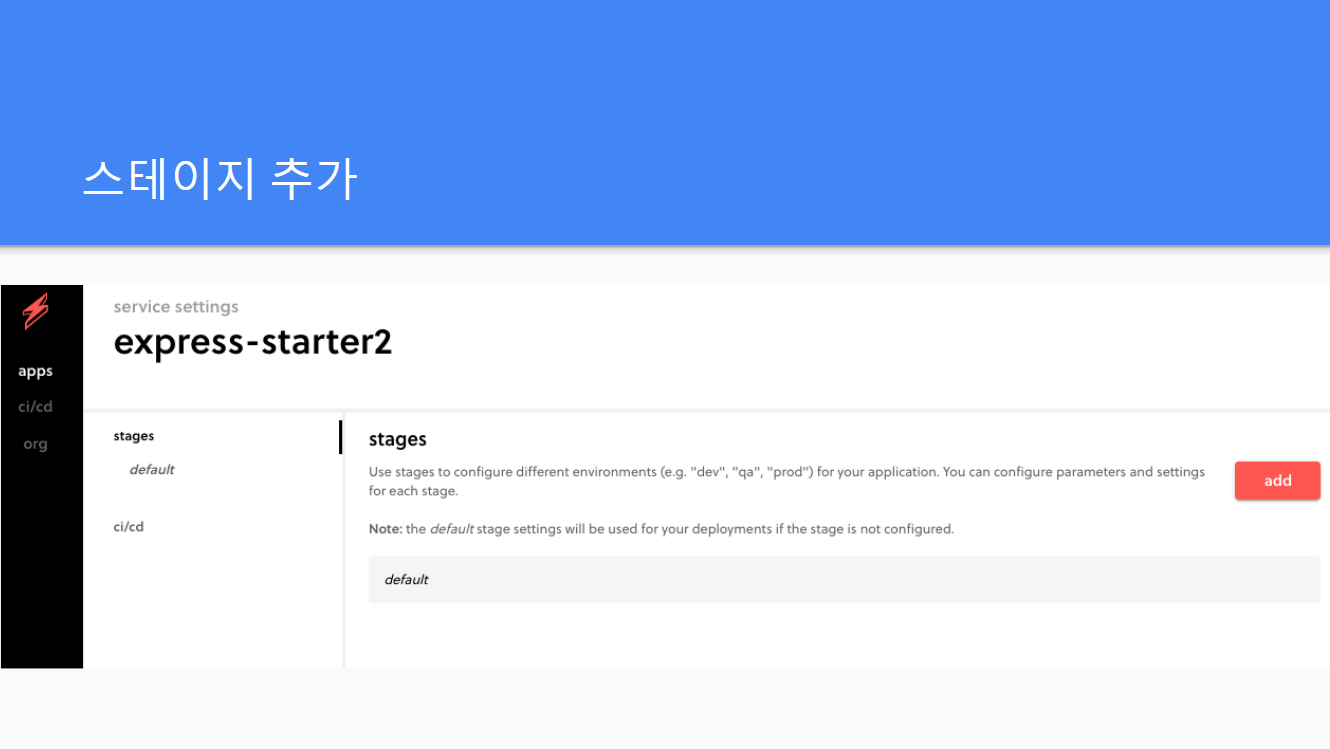 스테이지 추가
service settings
express-starter2
apps
ci/cd
org
stages
default
ci/cd
stages
Use stages to configure different environments (e.g. "dev", "qa", "prod") for your application. You can configure parameters and settings
for each stage.
add
Note: the default stage settings will be used for your deployments if the stage is not configured.
default